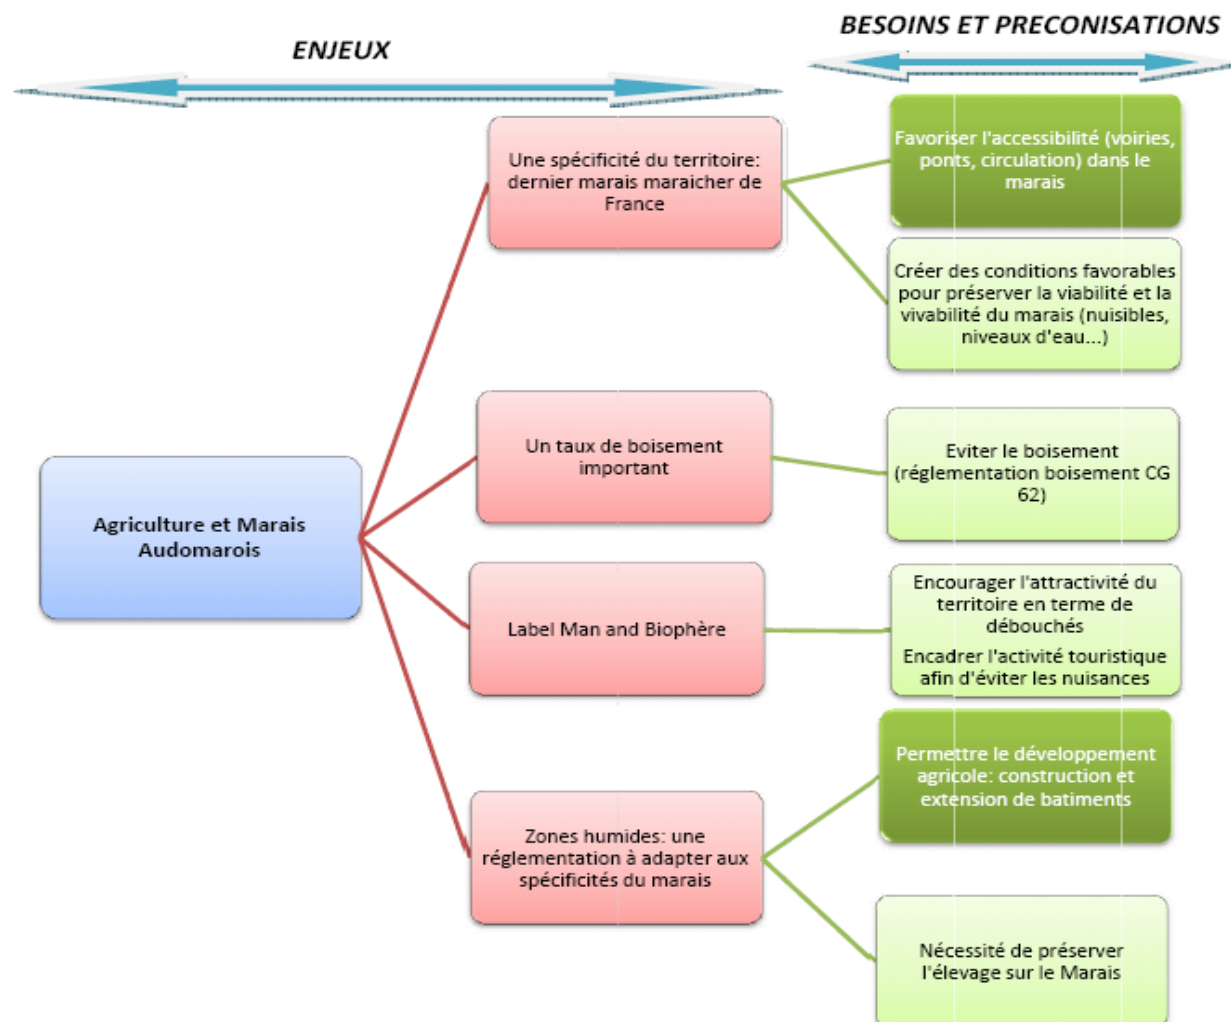 ENJEUX
BESOINS ET PRECONISATIONS
Une spécificité du territoire:
dernier marais maraicher de
France
Favoriser l'accessibilité (voiries,
ponts, circulation) dans le
marais
Créer des conditions favorables
pour préserver la viabilité et la
vivabilité du marais (nuisibles,
niveaux d'eau...)
Un taux de boisement
important
Eviter le boisement
(réglementation boisement CG
62)
Agriculture et Marais
Audomarois
Label Man and Biophère
Encourager l'attractivité du
territoire en terme de
débouchés
Encadrer l'activité touristique
afin d'éviter les nuisances
Zones humides: une
réglementation à adapter aux
spécificités du marais
Permettre le développement
agricole: construction et
extension de batiments
Nécessité de préserver
l'élevage sur le Marais